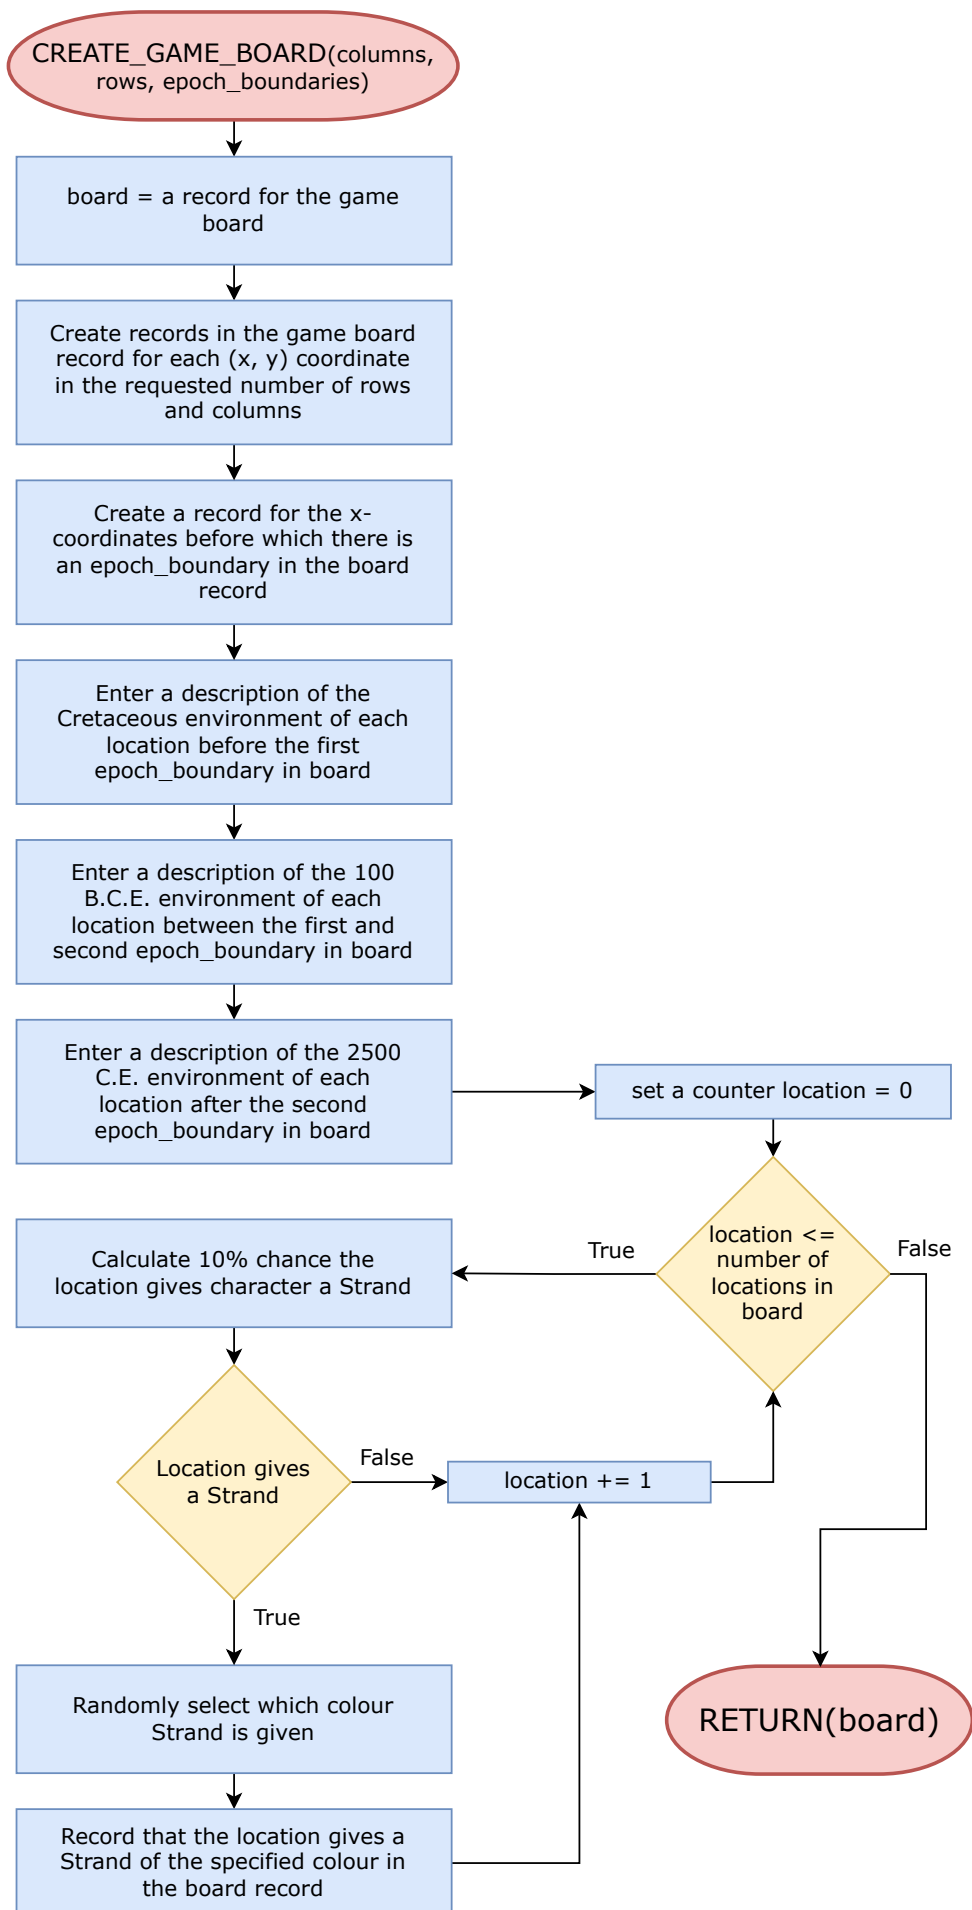 CREATE_GAME_BOARD(columns,
rows, epoch_boundaries)
board = a record for the game
board
Create records in the game board
record for each (x, y) coordinate
in the requested number of rows
and columns
Create a record for the x-
coordinates before which there is
an epoch_boundary in the board
record
Enter a description of the
Cretaceous environment of each
location before the first
epoch_boundary in board
Enter a description of the 100
B.C.E. environment of each
location between the first and
second epoch_boundary in board
Enter a description of the 2500
C.E. environment of each
location after the second
epoch_boundary in board
set a counter location = 0
location <=
number of
locations in
board
True
False
Calculate 10% chance the
location gives character a Strand
Location gives
a Strand
False
location += 1
True
Randomly select which colour
Strand is given
Record that the location gives a
Strand of the specified colour in
the board record
RETURN(board)